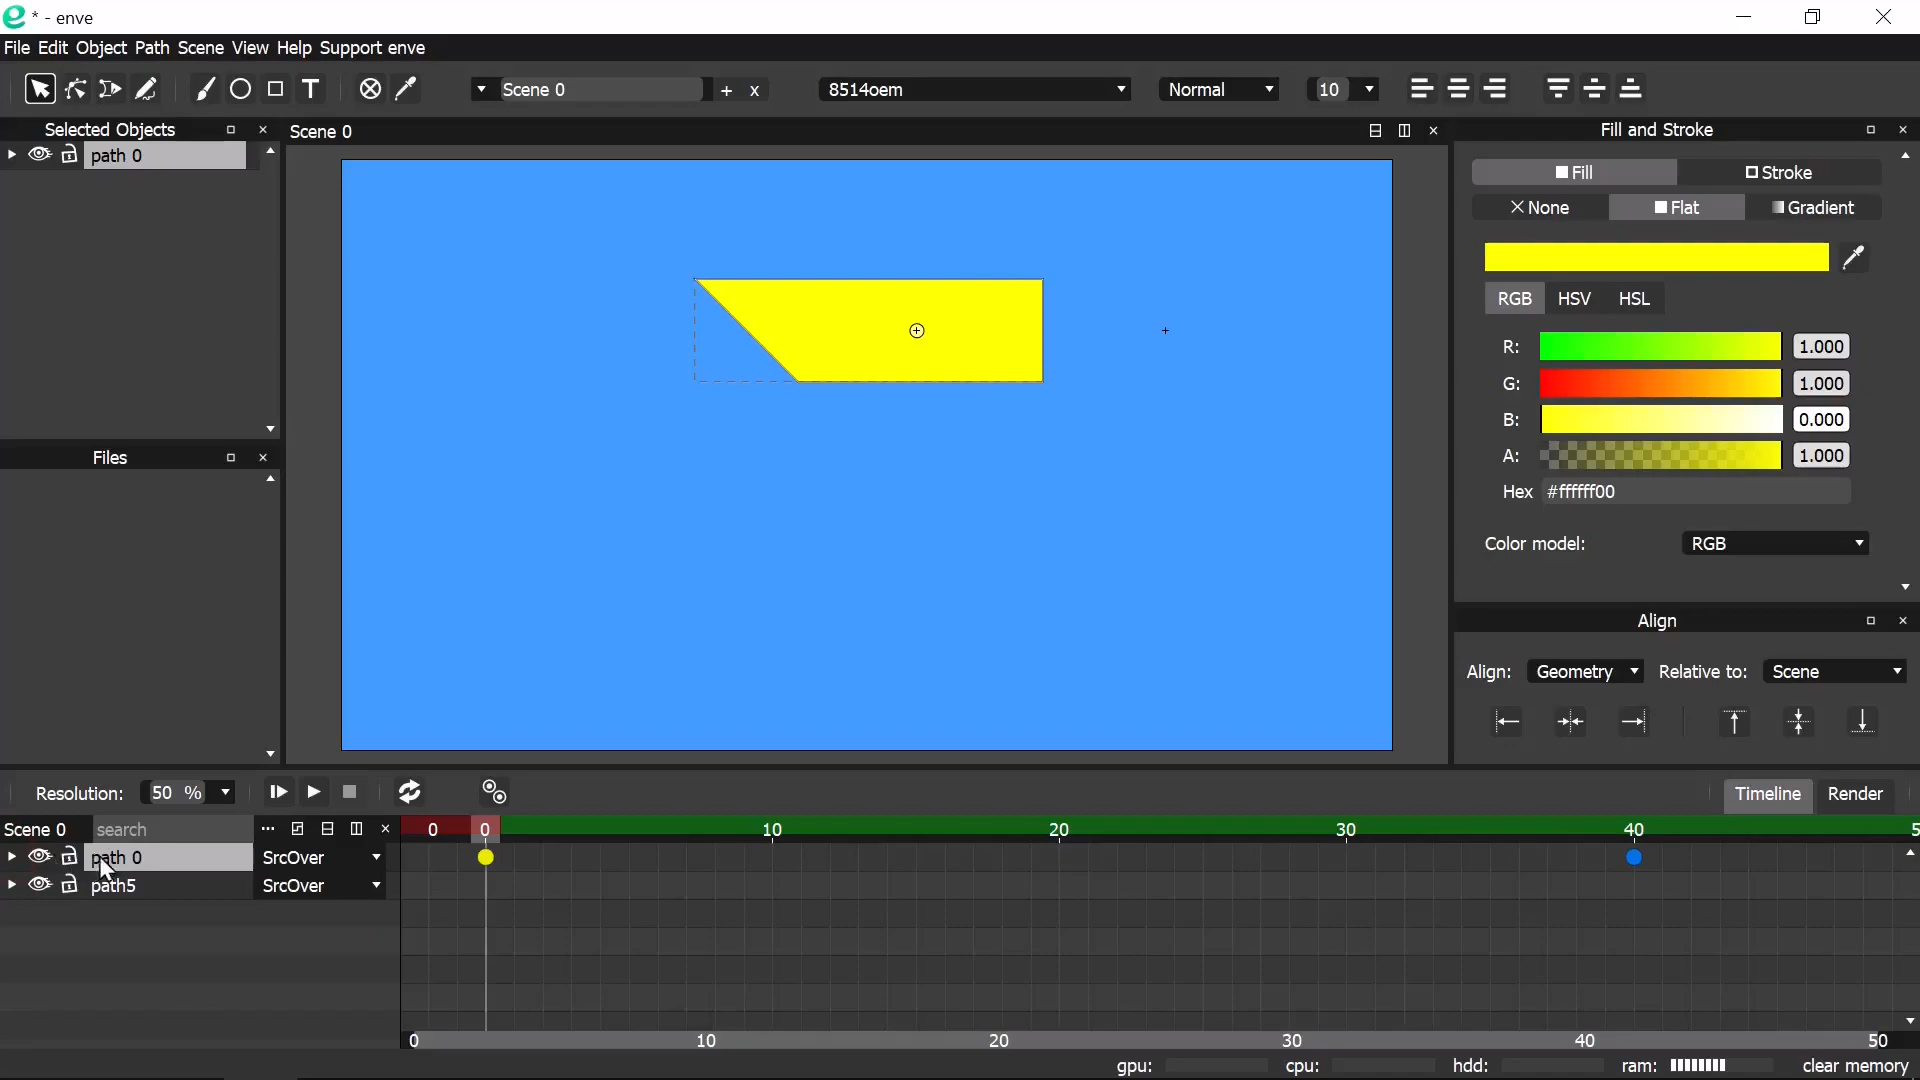 * - enve
File Edit Object Path Scene View Help Support enve
T Scene 0 + x 8514oem Normal 10
Selected Objects
path 0
Files
Scene 0
Fill and Stroke
Fill Stroke
None Flat Gradient
RGB HSV HSL
R: 1.000
G: 1.000
B: 0.000
A: 1.000
Hex #ffffff00
Color model: RGB
Align
Align: Geometry Relative to: Scene
Resolution: 50 % Timeline Render
Scene 0 search ... 0 0 10 20 30 40 5
path 0 SrcOver
path5 SrcOver
0 10 20 30 40 50
gpu: cpu: hdd: ram: clear memory